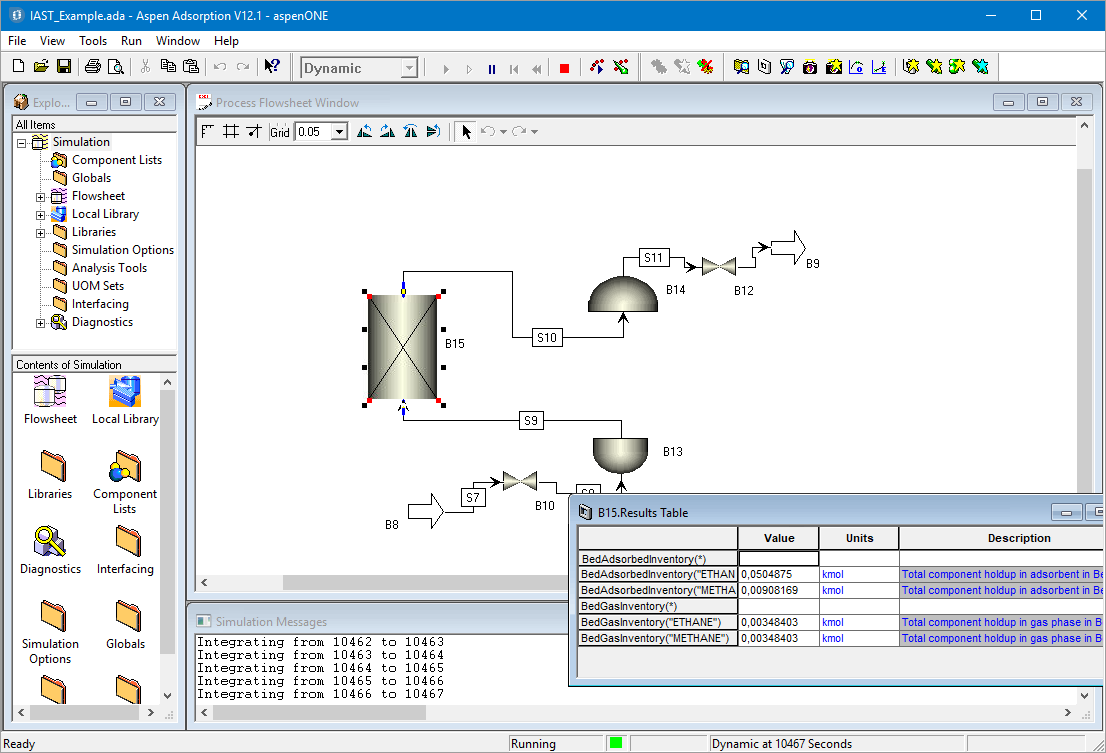 IAST_Example.ada - Aspen Adsorption V12.1 - aspenONE
File View Tools Run Window Help
Dynamic
Explo...
All Items
Simulation
Component Lists
Globals
Flowsheet
Local Library
Libraries
Simulation Options
Analysis Tools
UOM Sets
Interfacing
Diagnostics
Contents of Simulation
Flowsheet Local Library
Libraries Component Lists
Diagnostics Interfacing
Simulation Options Globals
Process Flowsheet Window
Grid 0.05
S11
B9
B14
B12
S10
B15
S9
B13
S7
B10
B8
B15.Results Table
Value Units Description
BedAdsorbedInventory(*)
BedAdsorbedInventory("ETHAN 0,0504875 kmol Total component holdup in adsorbent in Be
BedAdsorbedInventory("METHA 0,00908169 kmol Total component holdup in adsorbent in Be
BedGasInventory(*)
BedGasInventory("ETHANE") 0,00348403 kmol Total component holdup in gas phase in B
BedGasInventory("METHANE") 0,00348403 kmol Total component holdup in gas phase in B
Simulation Messages
Integrating from 10462 to 10463
Integrating from 10463 to 10464
Integrating from 10464 to 10465
Integrating from 10465 to 10466
Integrating from 10466 to 10467
Ready Running Dynamic at 10467 Seconds